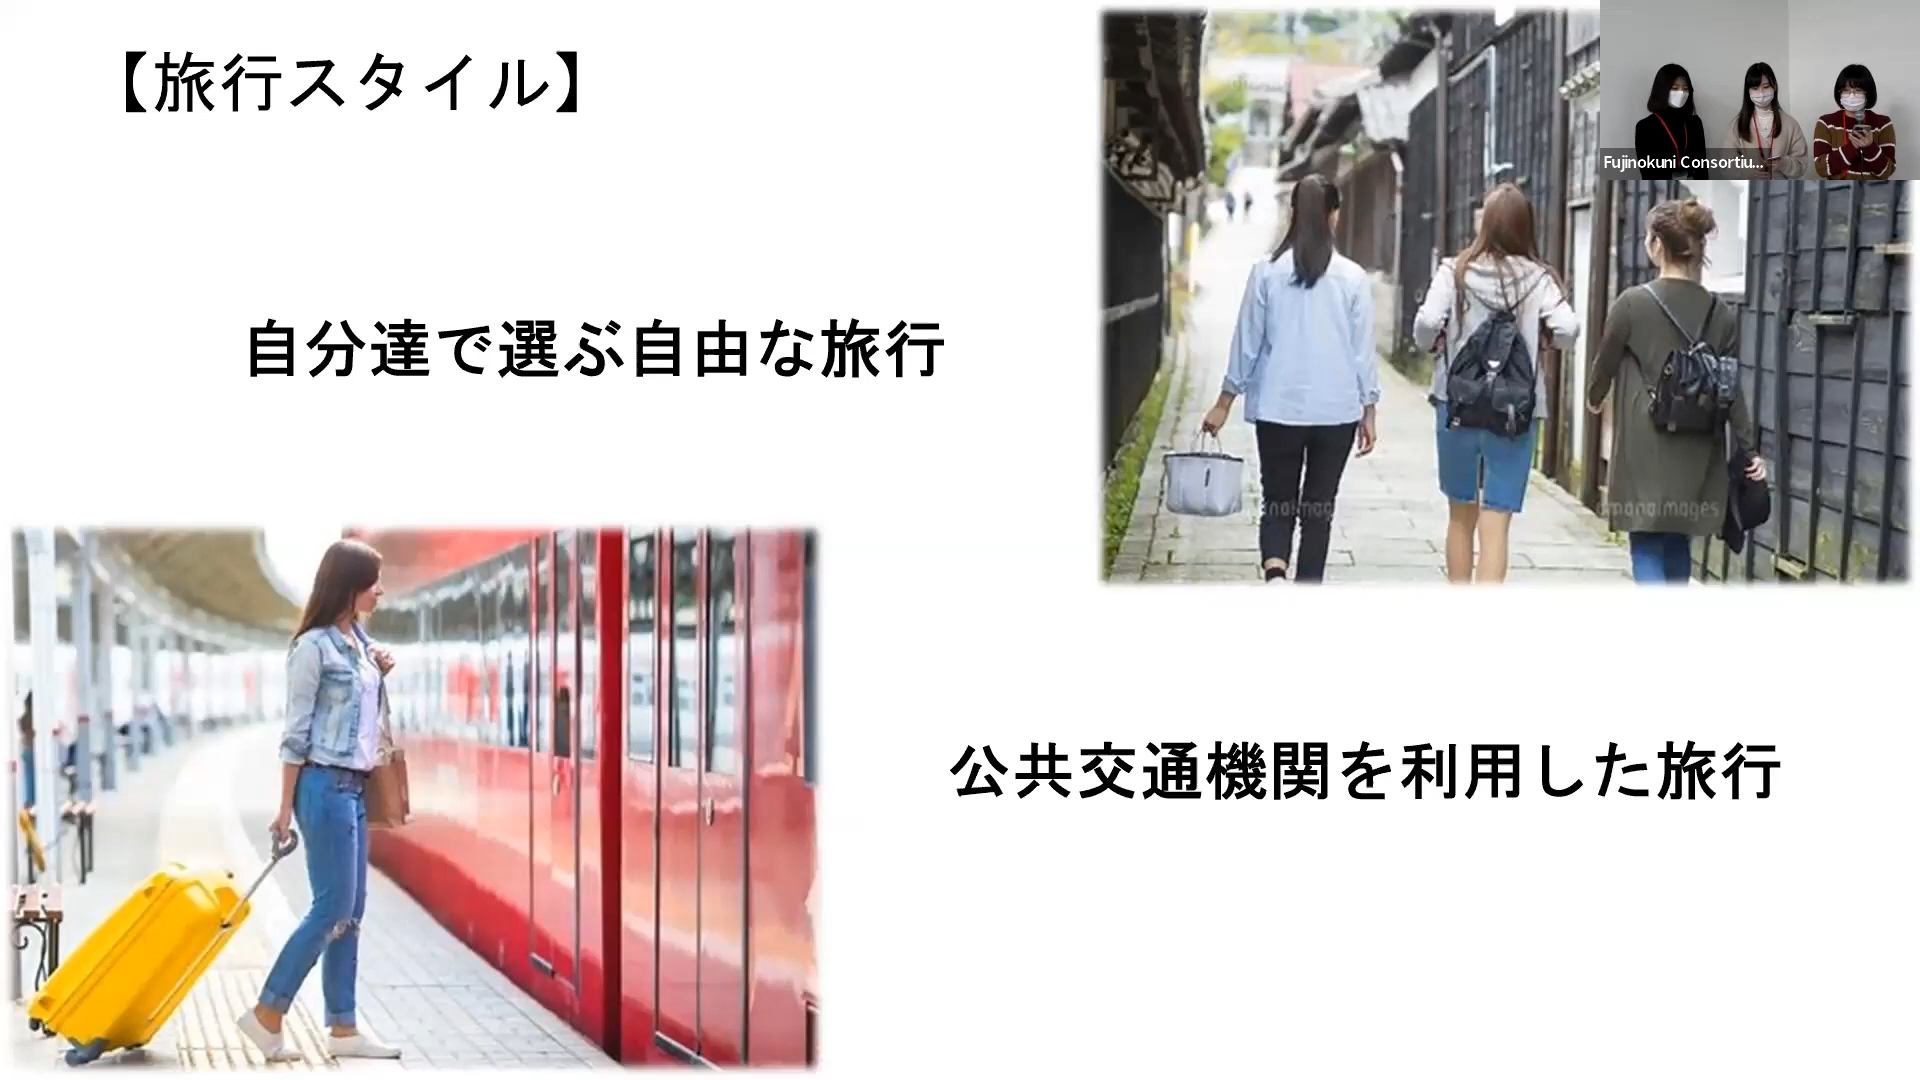 【旅行スタイル】
Fujinokuni Consortiu...
自分達で選ぶ自由な旅行
amanaimages
公共交通機関を利用した旅行